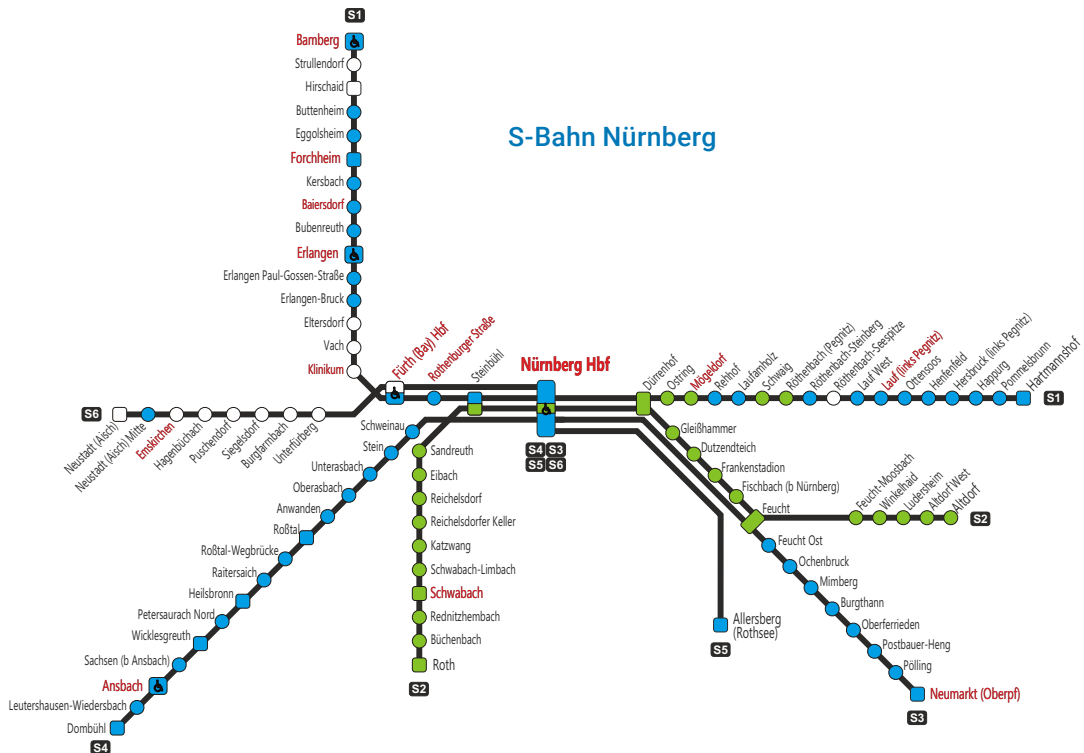 S1
Bamberg
Strullendorf
Hirschaid
Buttenheim
Eggolsheim
Forchheim
Kersbach
Baiersdorf
Bubenreuth
Erlangen
Erlangen Paul-Gossen-Straße
Erlangen-Bruck
Eltersdorf
Vach
Klinikum
S-Bahn Nürnberg
Fürth (Bay) Hbf
Rothenburger Straße
Steinbühl
Nürnberg Hbf
S4 S3
S5 S6
Dürrenhof
Ostring
Mögeldorf
Rehhof
Laufamholz
Schwaig
Röthenbach (Pegnitz)
Röthenbach-Steinberg
Röthenbach-Seespitze
Lauf West
Lauf (links Pegnitz)
Ottensoos
Henfenfeld
Hersbruck (links Pegnitz)
Happurg
Pommelsbrunn
Hartmannshof
S1
S6
Neustadt (Aisch)
Neustadt (Aisch) Mitte
Emskirchen
Hagenbüchach
Puschendorf
Siegelsdorf
Burgfarrnbach
Unterfürberg
Schweinau
Stein
Unterasbach
Oberasbach
Anwanden
Roßtal
Roßtal-Wegbrücke
Raitersaich
Heilsbronn
Petersaurach Nord
Wicklesgreuth
Sachsen (b Ansbach)
Ansbach
Leutershausen-Wiedersbach
Dombühl
S4
Sandreuth
Eibach
Reichelsdorf
Reichelsdorfer Keller
Katzwang
Schwabach-Limbach
Schwabach
Rednitzhembach
Büchenbach
Roth
S2
Gleißhammer
Dutzendteich
Frankenstadion
Fischbach (b Nürnberg)
Feucht
Feucht-Moosbach
Winkelhaid
Ludersheim
Altdorf West
Altdorf
S2
Feucht Ost
Ochenbruck
Mimberg
Burgthann
Oberferrieden
Postbauer-Heng
Pölling
Neumarkt (Oberpf)
S3
Allersberg
(Rothsee)
S5